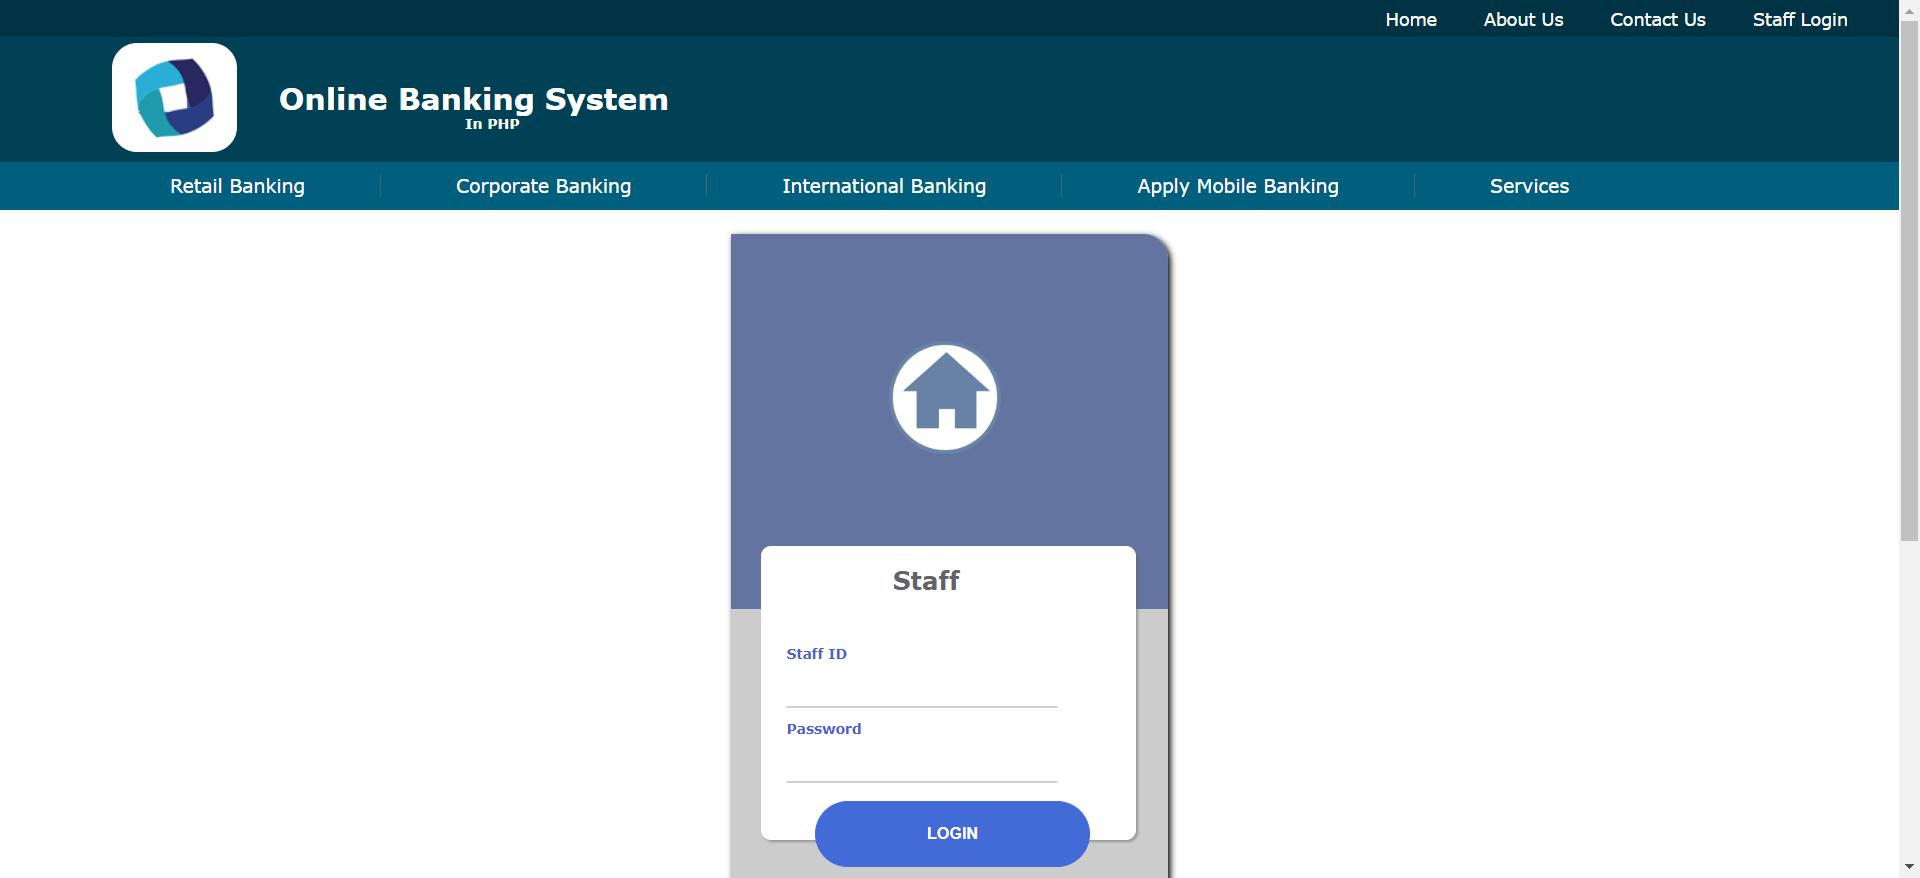 Home About Us Contact Us Staff Login
Online Banking System
In PHP
Retail Banking Corporate Banking International Banking Apply Mobile Banking Services
Staff
Staff ID
Password
LOGIN